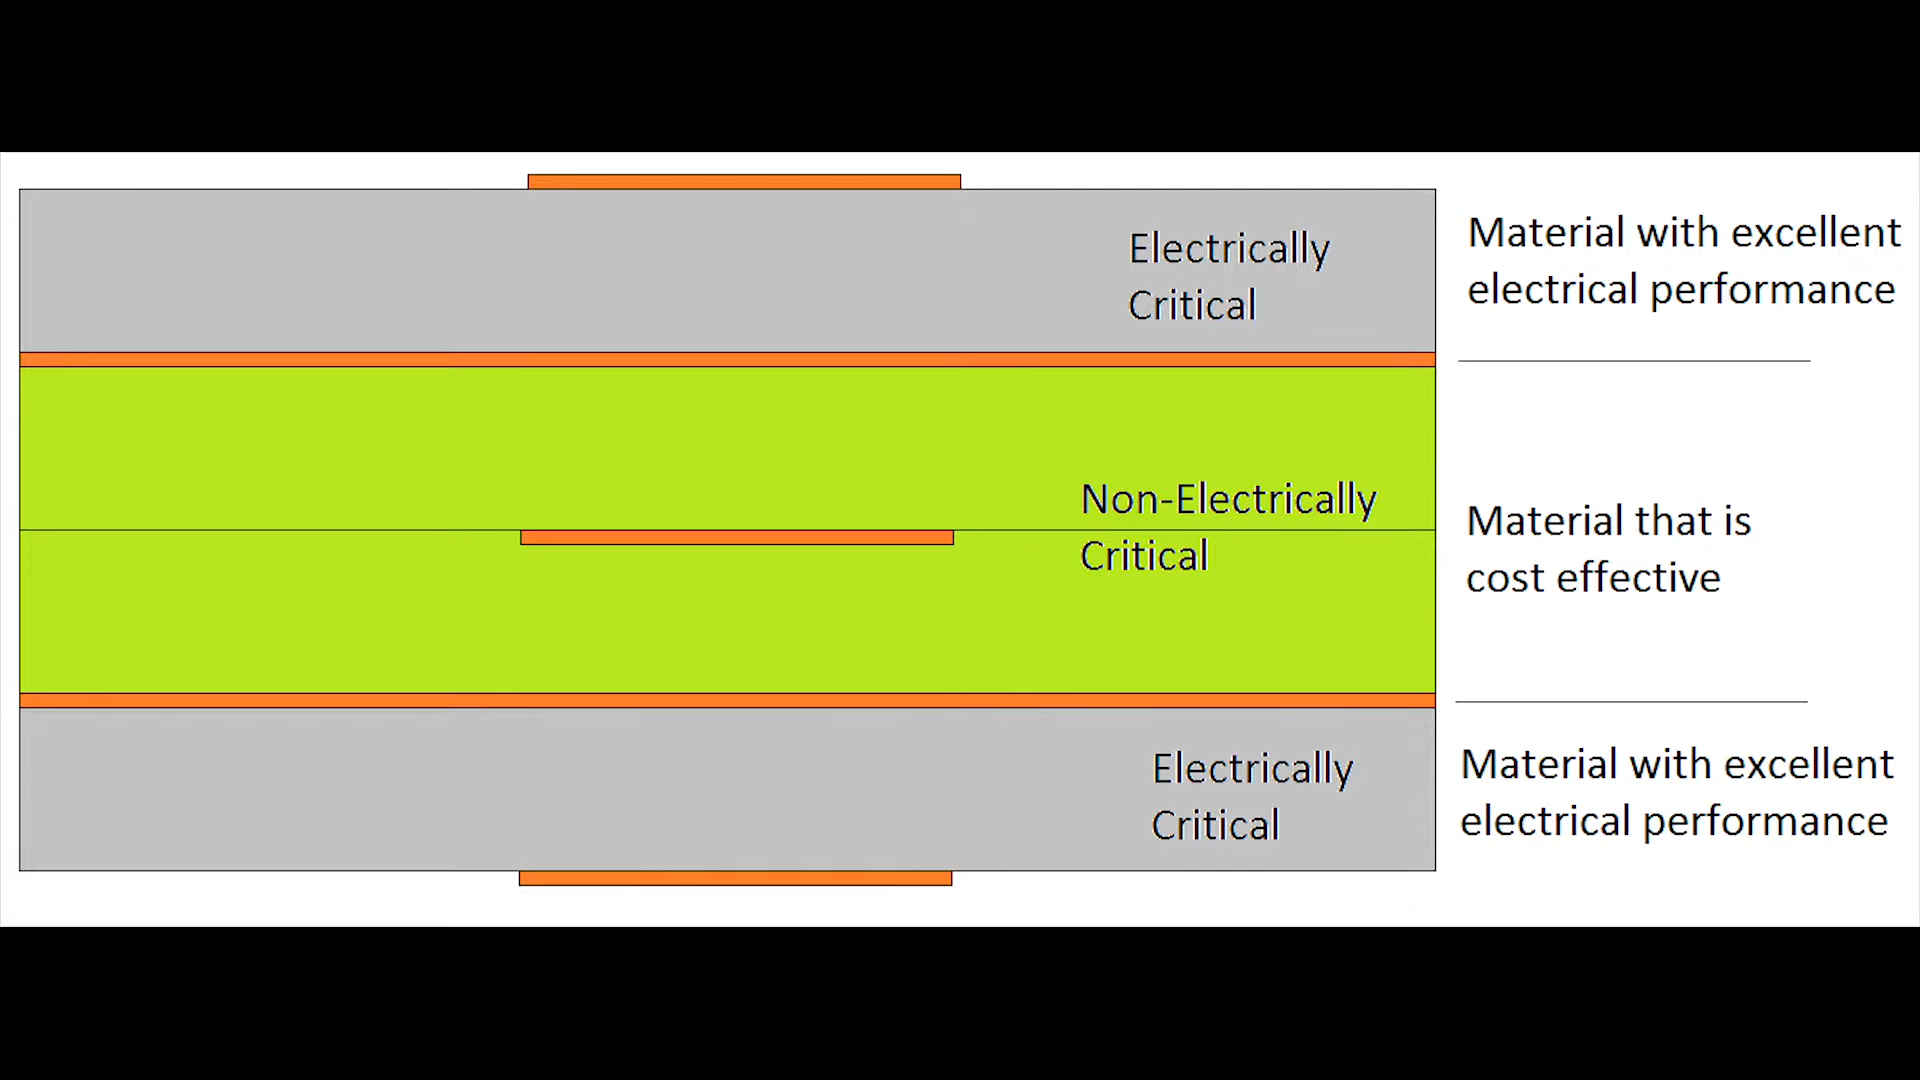 Electrically
Critical
Material with excellent
electrical performance
Non-Electrically
Critical
Material that is
cost effective
Electrically
Critical
Material with excellent
electrical performance